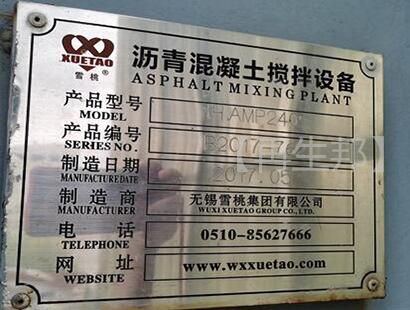 XUETAO
雪桃®
沥青混凝土搅拌设备
ASPHALT MIXING PLANT
产品型号
MODEL
产品编号
SERIES NO.
制造日期 2017.05
MANUFACTUREDATE
制造商 无锡雪桃集团有限公司
WUXI XUETAO GROUP CO., LTD.
电话 0510-85627666
TELEPHONE
网址 www.wxxuetao.com
WEBSITE